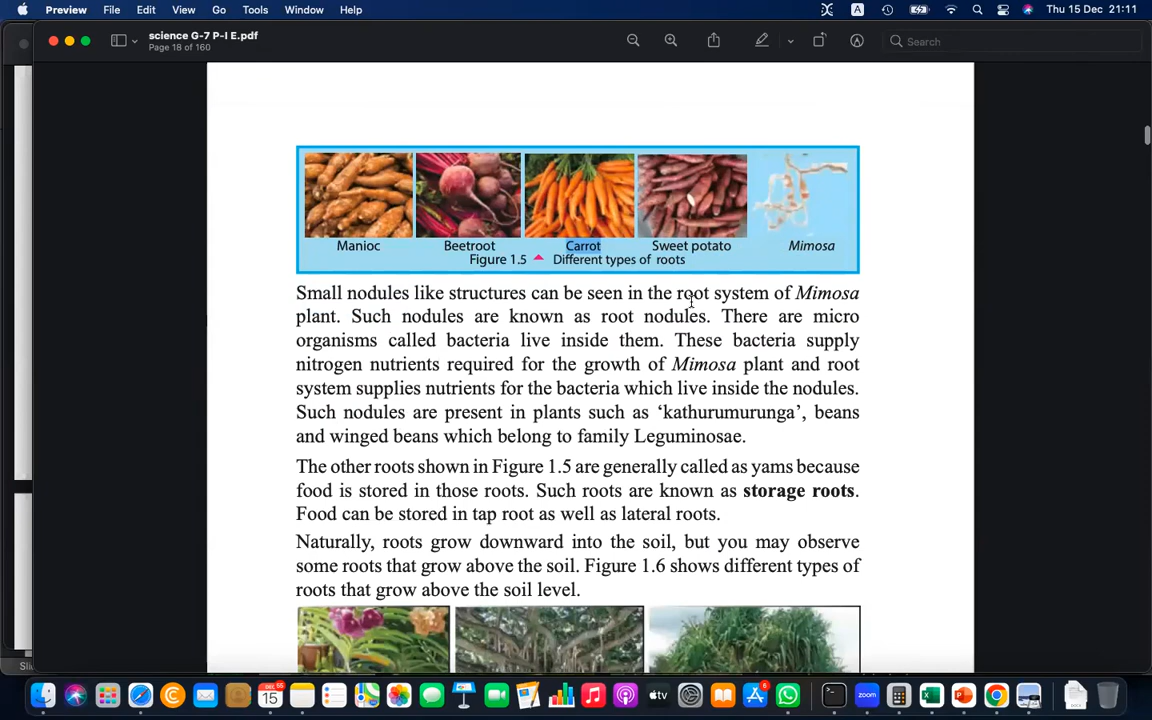 Preview File Edit View Go Tools Window Help
A Thu 15 Dec 21:11
science G-7 P-I E.pdf
Page 18 of 160
Search
Manioc Beetroot Carrot Sweet potato Mimosa
Figure 1.5 Different types of roots
Small nodules like structures can be seen in the root system of Mimosa
plant. Such nodules are known as root nodules. There are micro
organisms called bacteria live inside them. These bacteria supply
nitrogen nutrients required for the growth of Mimosa plant and root
system supplies nutrients for the bacteria which live inside the nodules.
Such nodules are present in plants such as ‘kathurumurunga’, beans
and winged beans which belong to family Leguminosae.
The other roots shown in Figure 1.5 are generally called as yams because
food is stored in those roots. Such roots are known as storage roots.
Food can be stored in tap root as well as lateral roots.
Naturally, roots grow downward into the soil, but you may observe
some roots that grow above the soil. Figure 1.6 shows different types of
roots that grow above the soil level.
Sli
15
tv
6
zoom